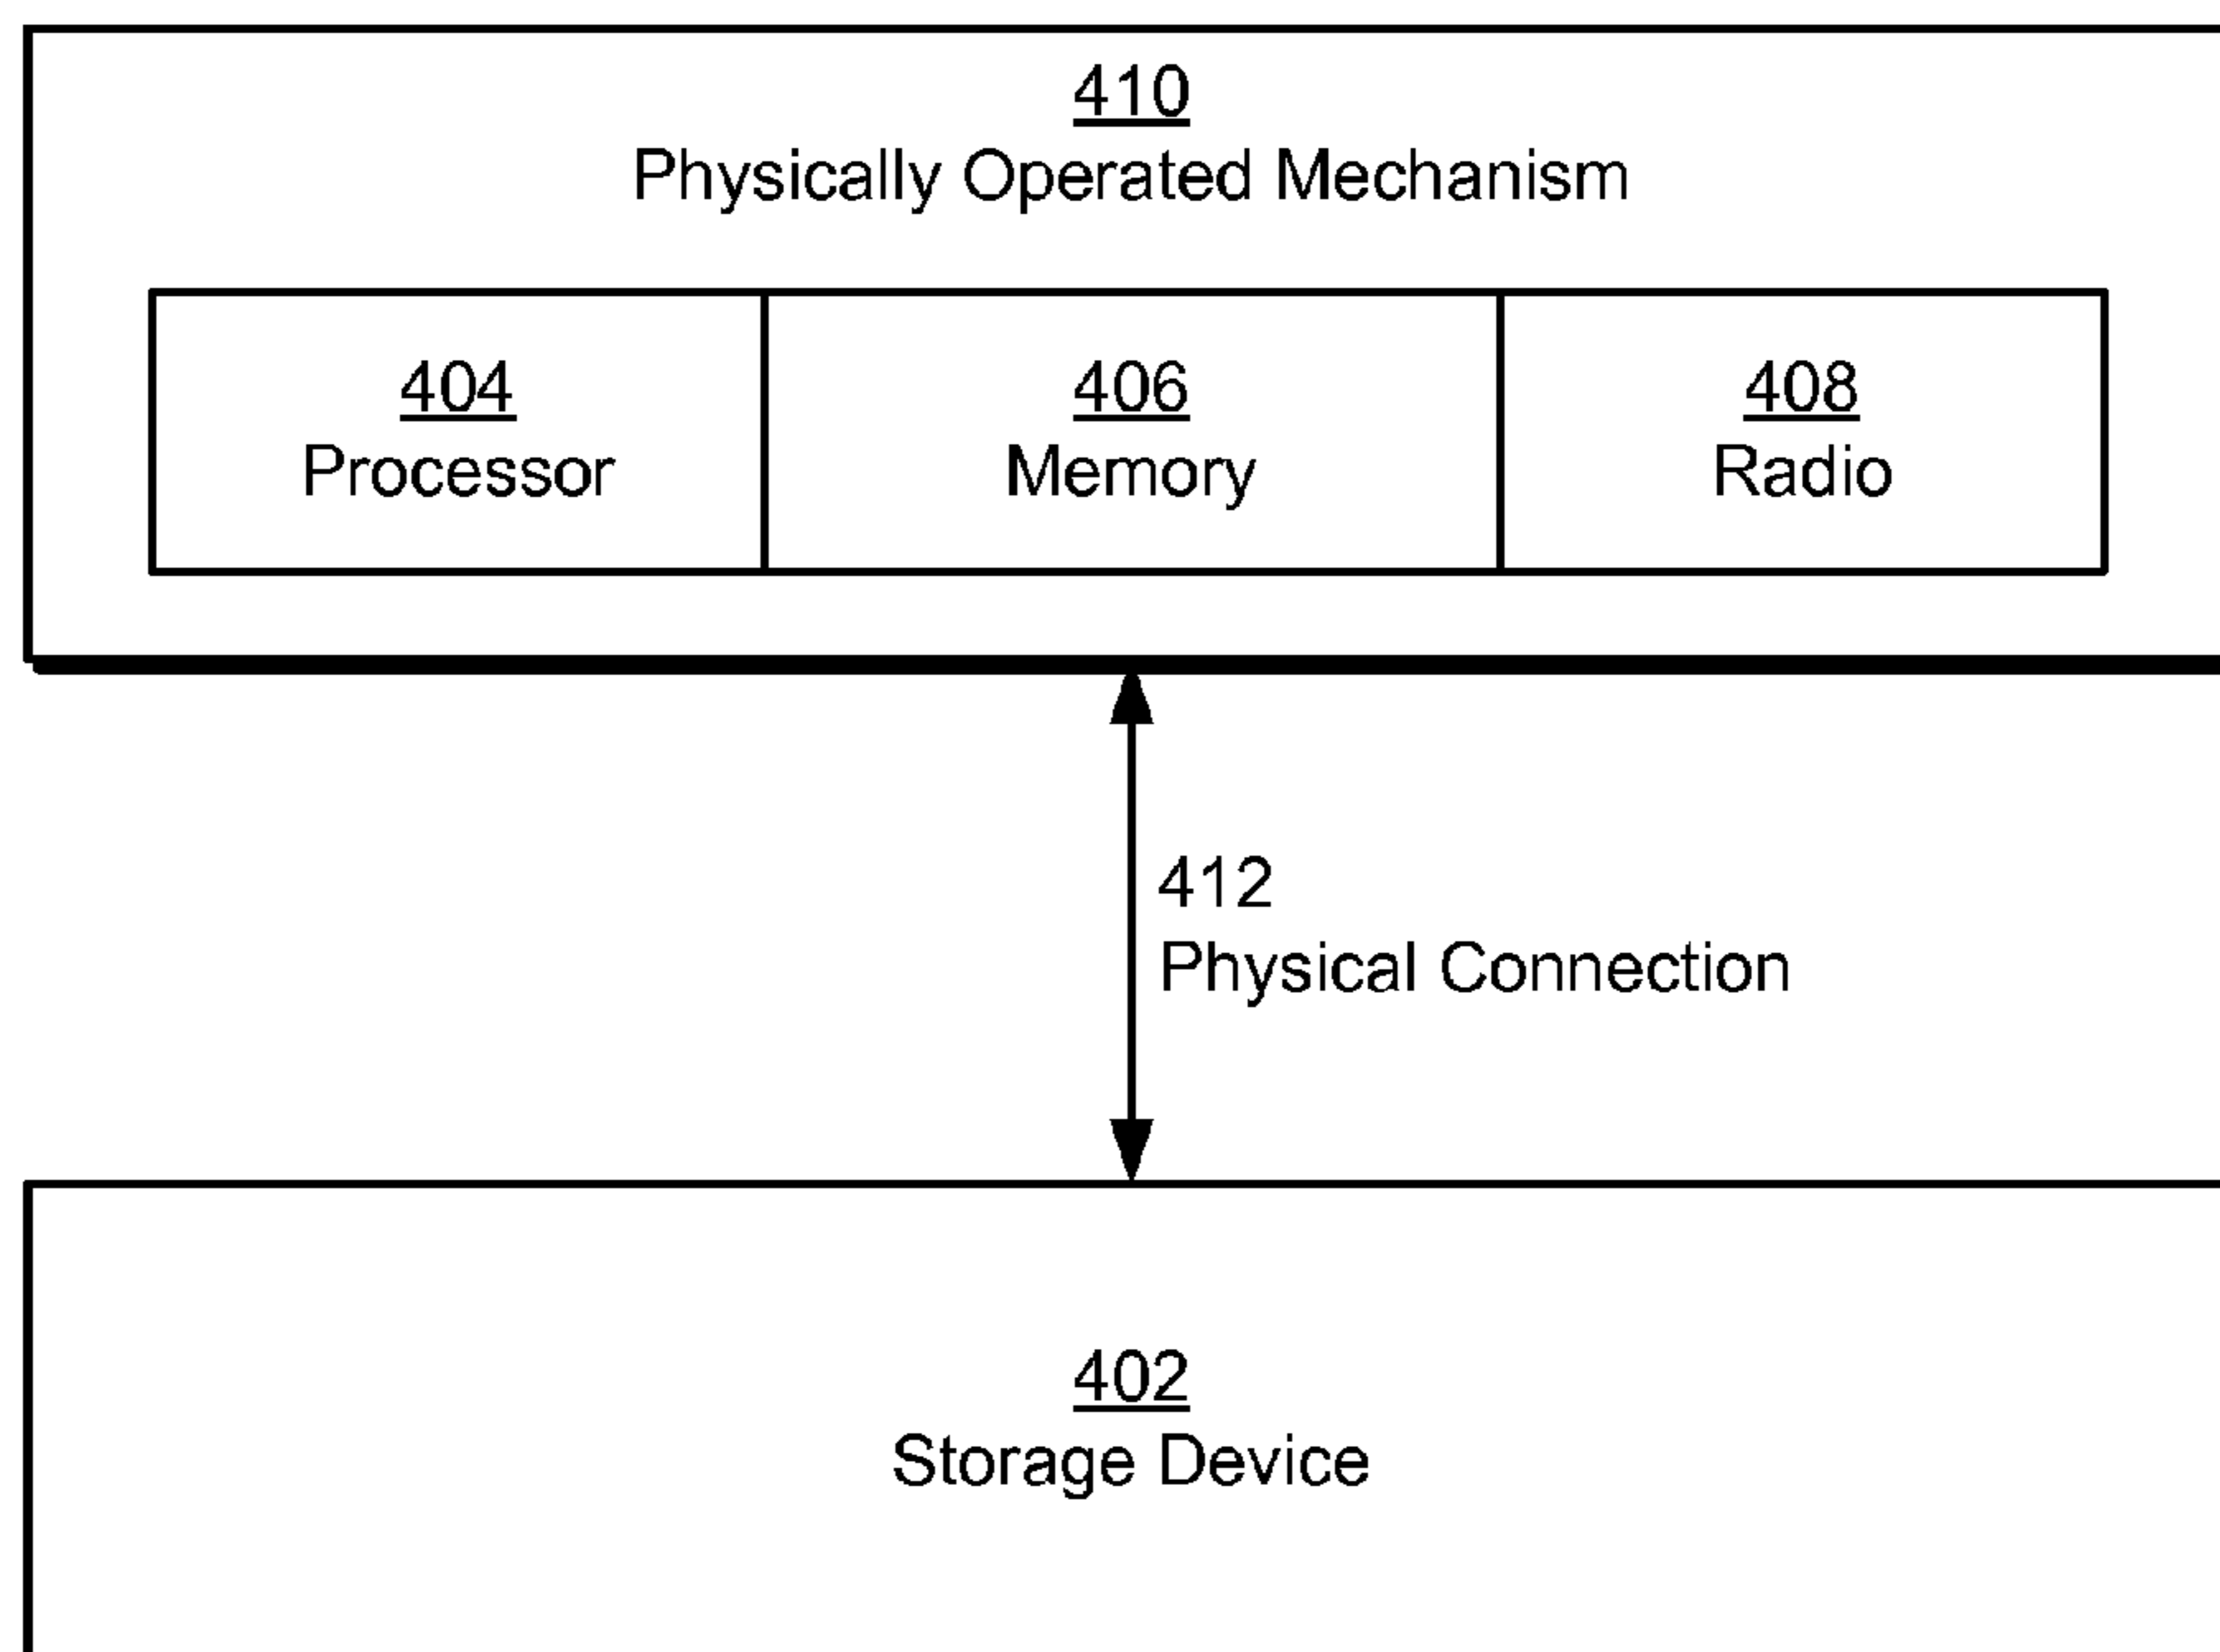 410
Physically Operated Mechanism
404
Processor
406
Memory
408
Radio
412
Physical Connection
402
Storage Device